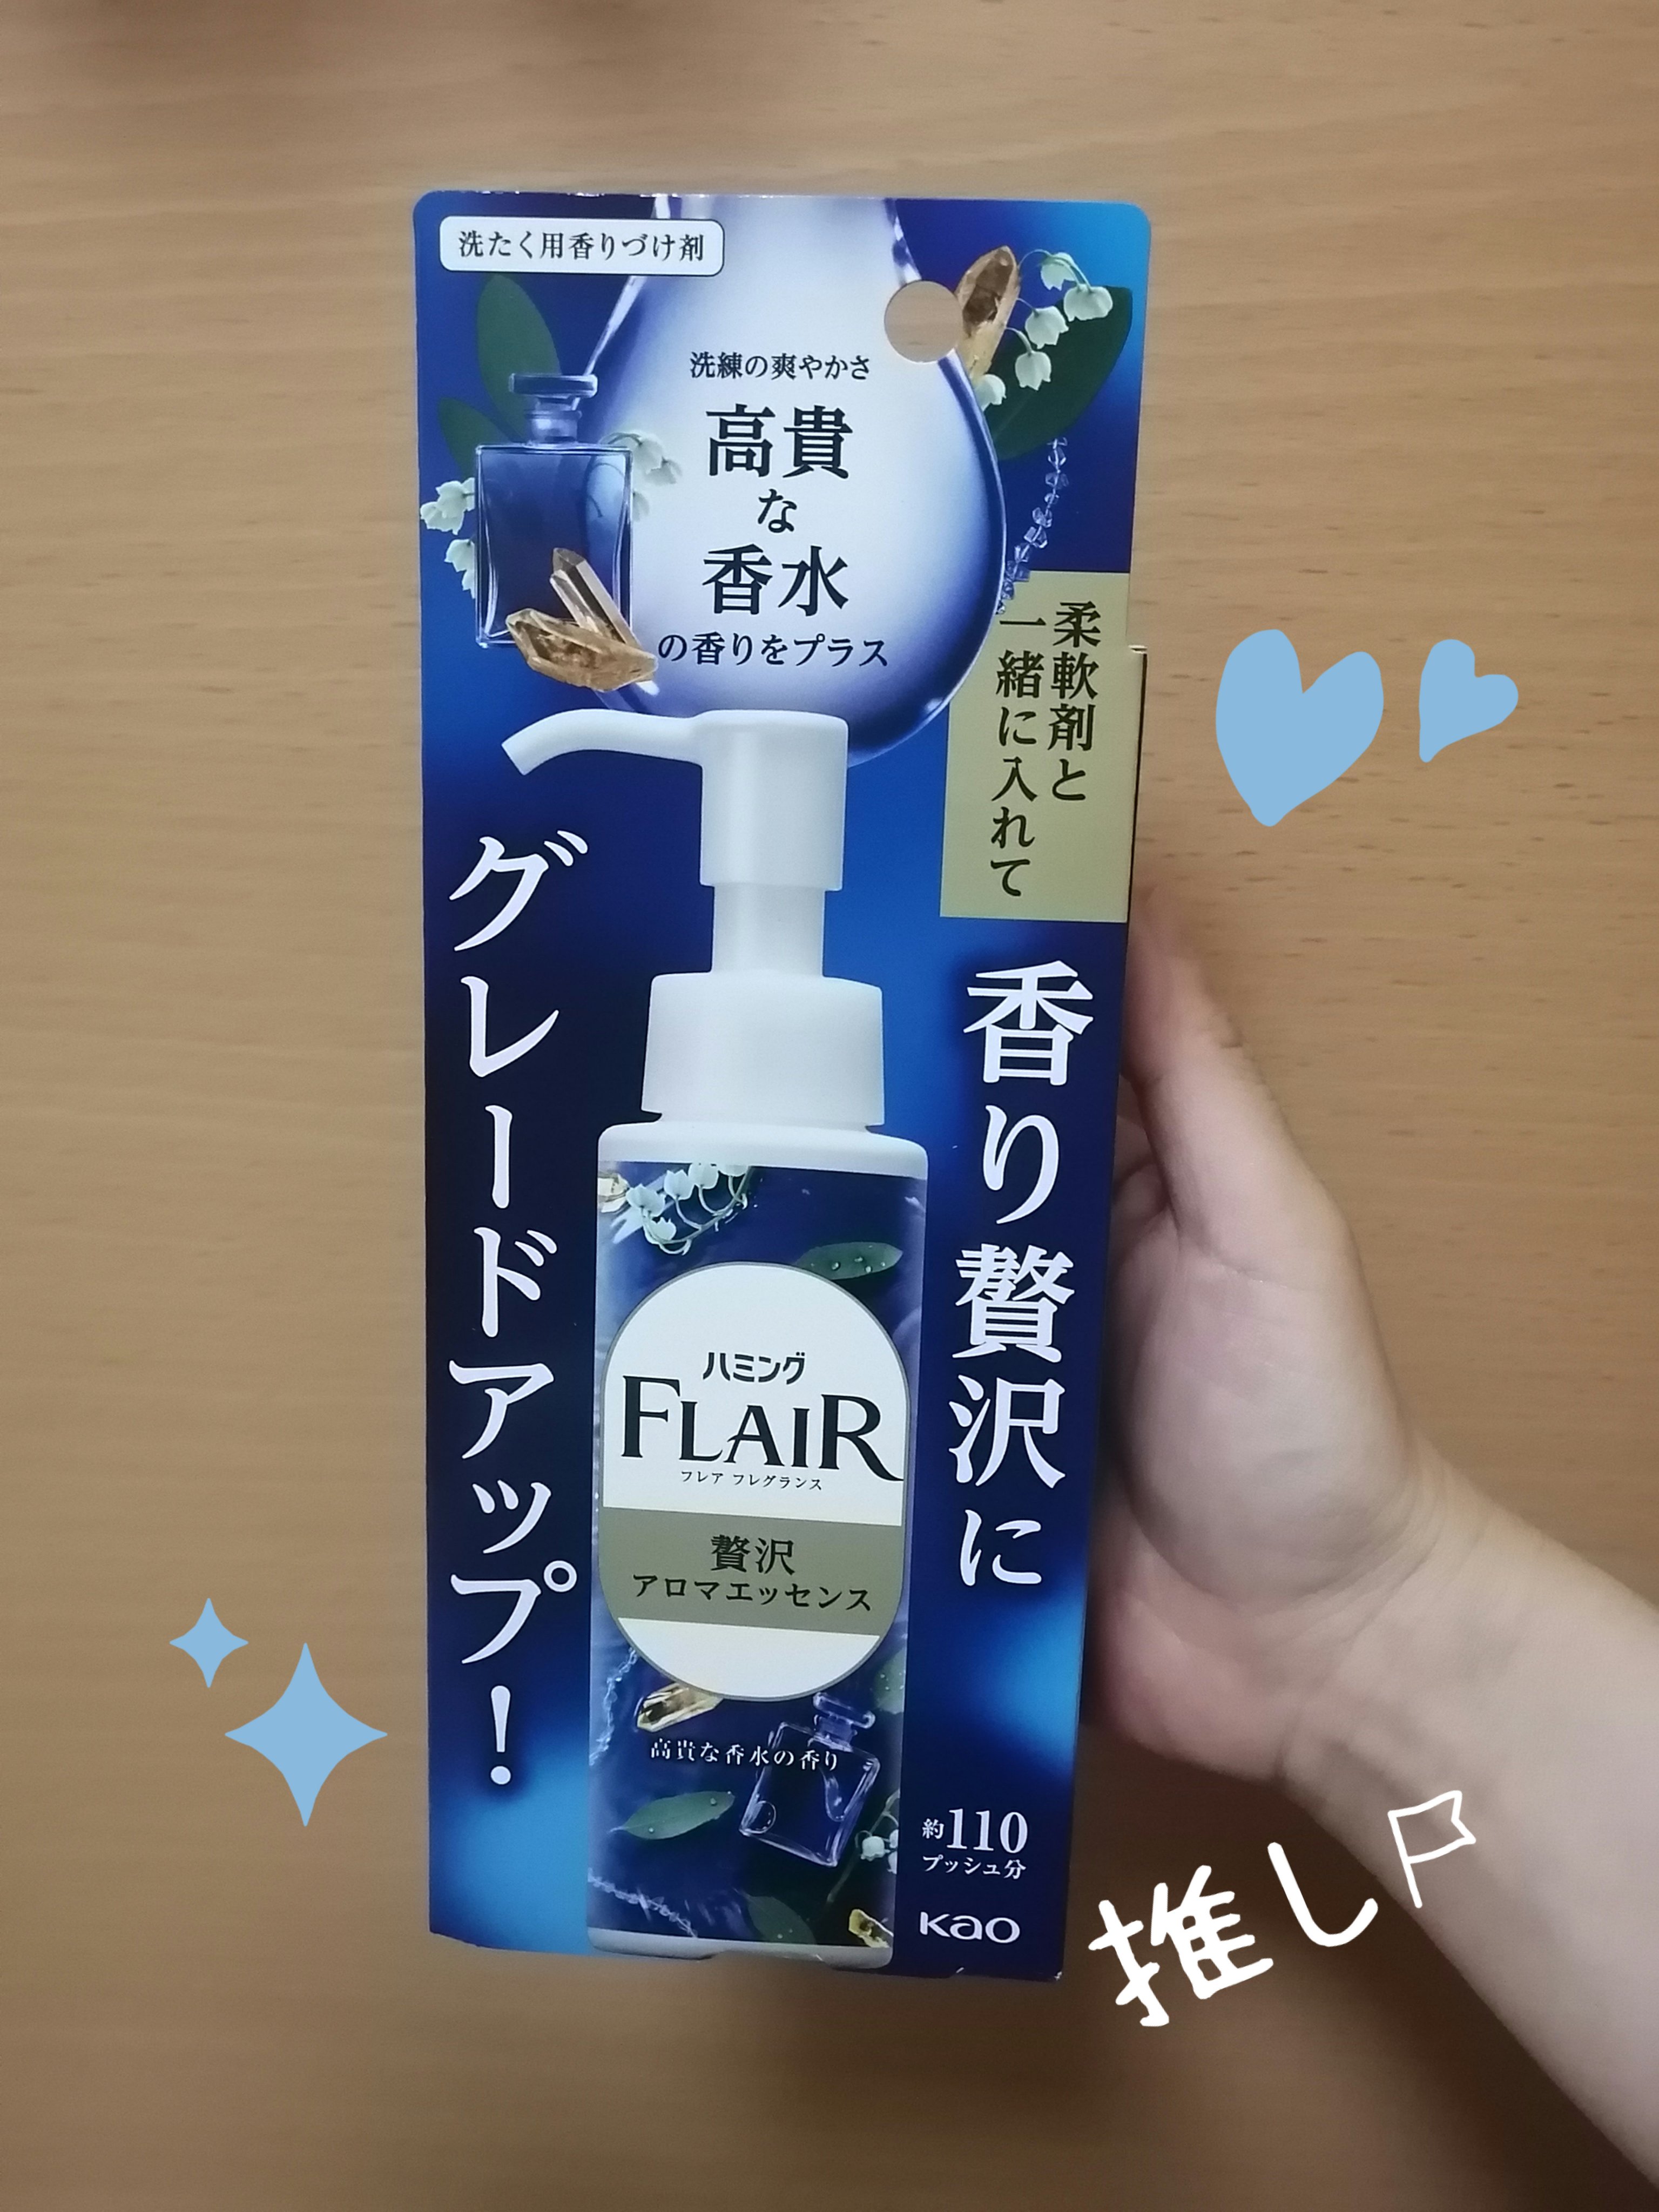 洗たく用香りづけ剤
洗練の爽やかさ
高貴
な
香水
の香りをプラス
柔軟剤と
一緒に入れて
香り贅沢に
グレードアップ!
ハミング
FLAIR
フレア フレグランス
贅沢
アロマエッセンス
高貴な香水の香り
約110
プッシュ分
Kao
推し